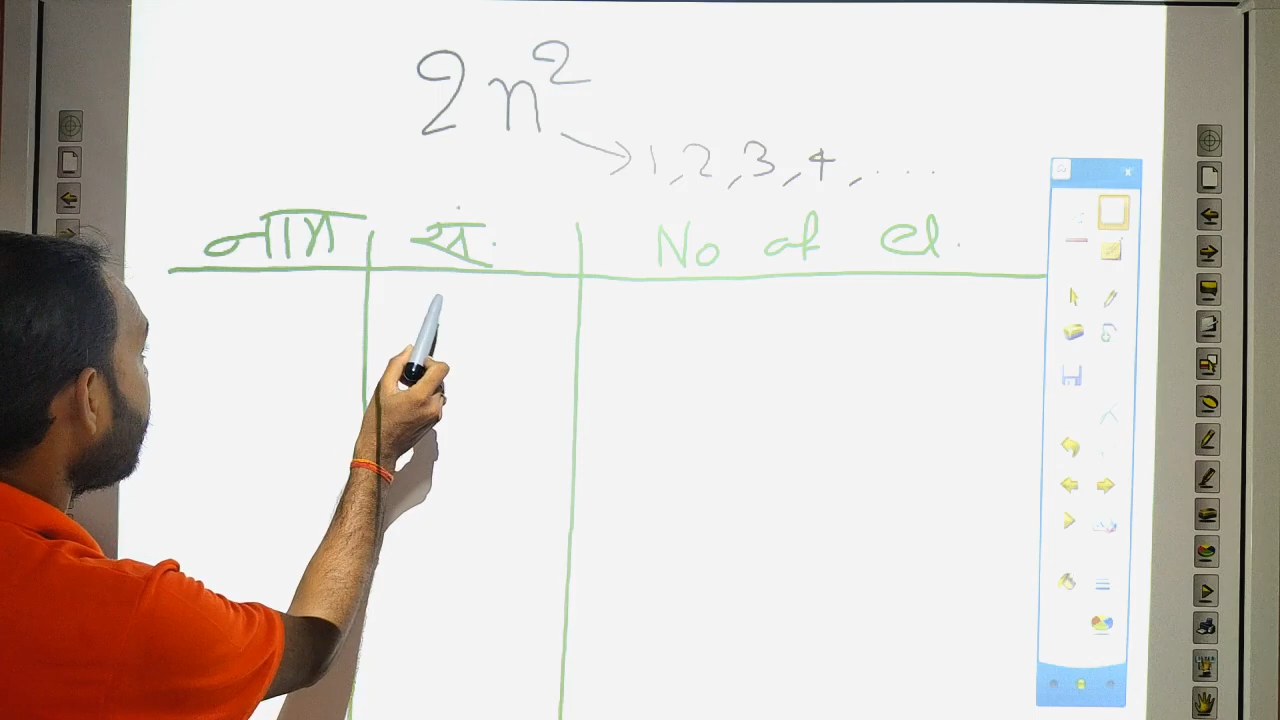 2n²
→ 1, 2, 3, 4, . . .
नाम सं. No of el.